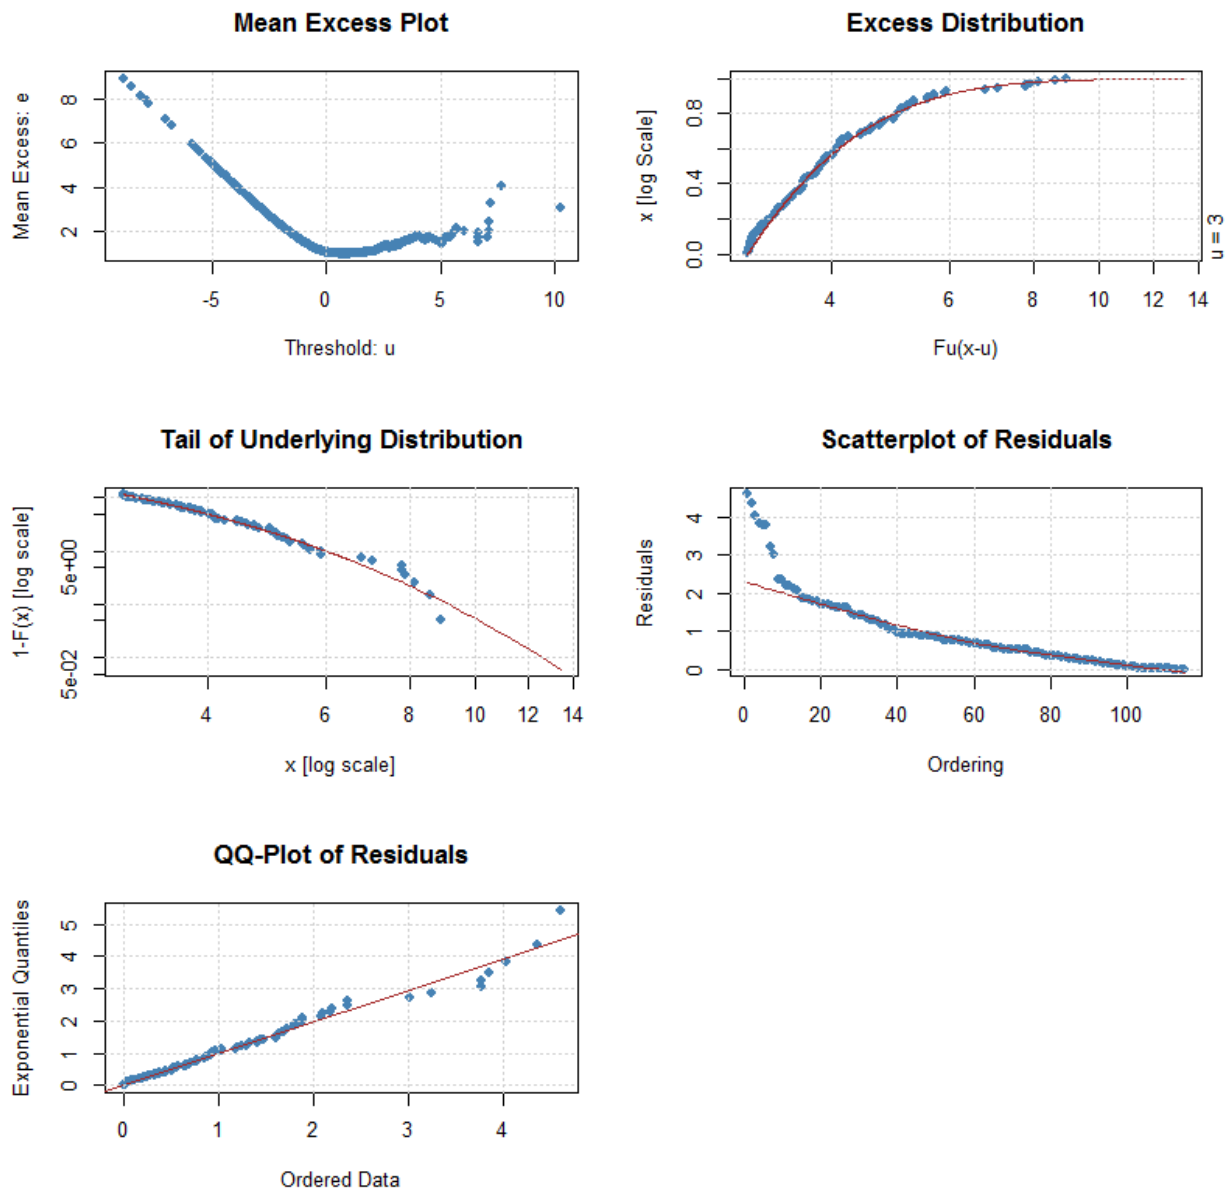 Mean Excess Plot
Mean Excess: e
8
6
4
2
-5
0
5
10
Threshold: u
Excess Distribution
x [log Scale]
0.8
0.4
0.0
4
6
8
10
12
14
u = 3
Fu(x-u)
Tail of Underlying Distribution
1-F(x) [log scale]
5e+00
5e-02
4
6
8
10
12
14
x [log scale]
Scatterplot of Residuals
Residuals
4
3
2
1
0
0
20
40
60
80
100
Ordering
QQ-Plot of Residuals
Exponential Quantiles
5
4
3
2
1
0
0
1
2
3
4
Ordered Data